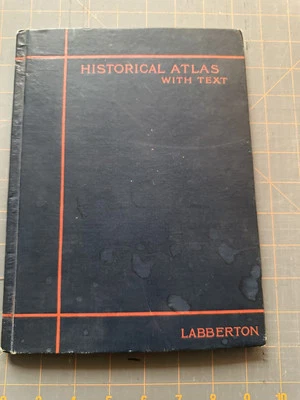 HISTORICAL ATLAS
WITH TEXT
LABBERTON